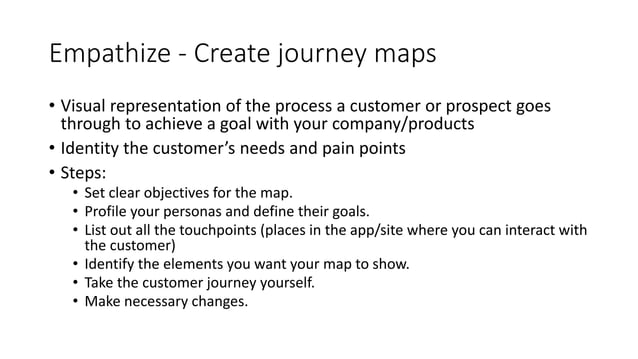 Empathize - Create journey maps
• Visual representation of the process a customer or prospect goes
through to achieve a goal with your company/products
• Identity the customer's needs and pain points
• Steps:
• Set clear objectives for the map.
• Profile your personas and define their goals.
• List out all the touchpoints (places in the app/site where you can interact with
the customer)
• Identify the elements you want your map to show.
• Take the customer journey yourself.
• Make necessary changes.